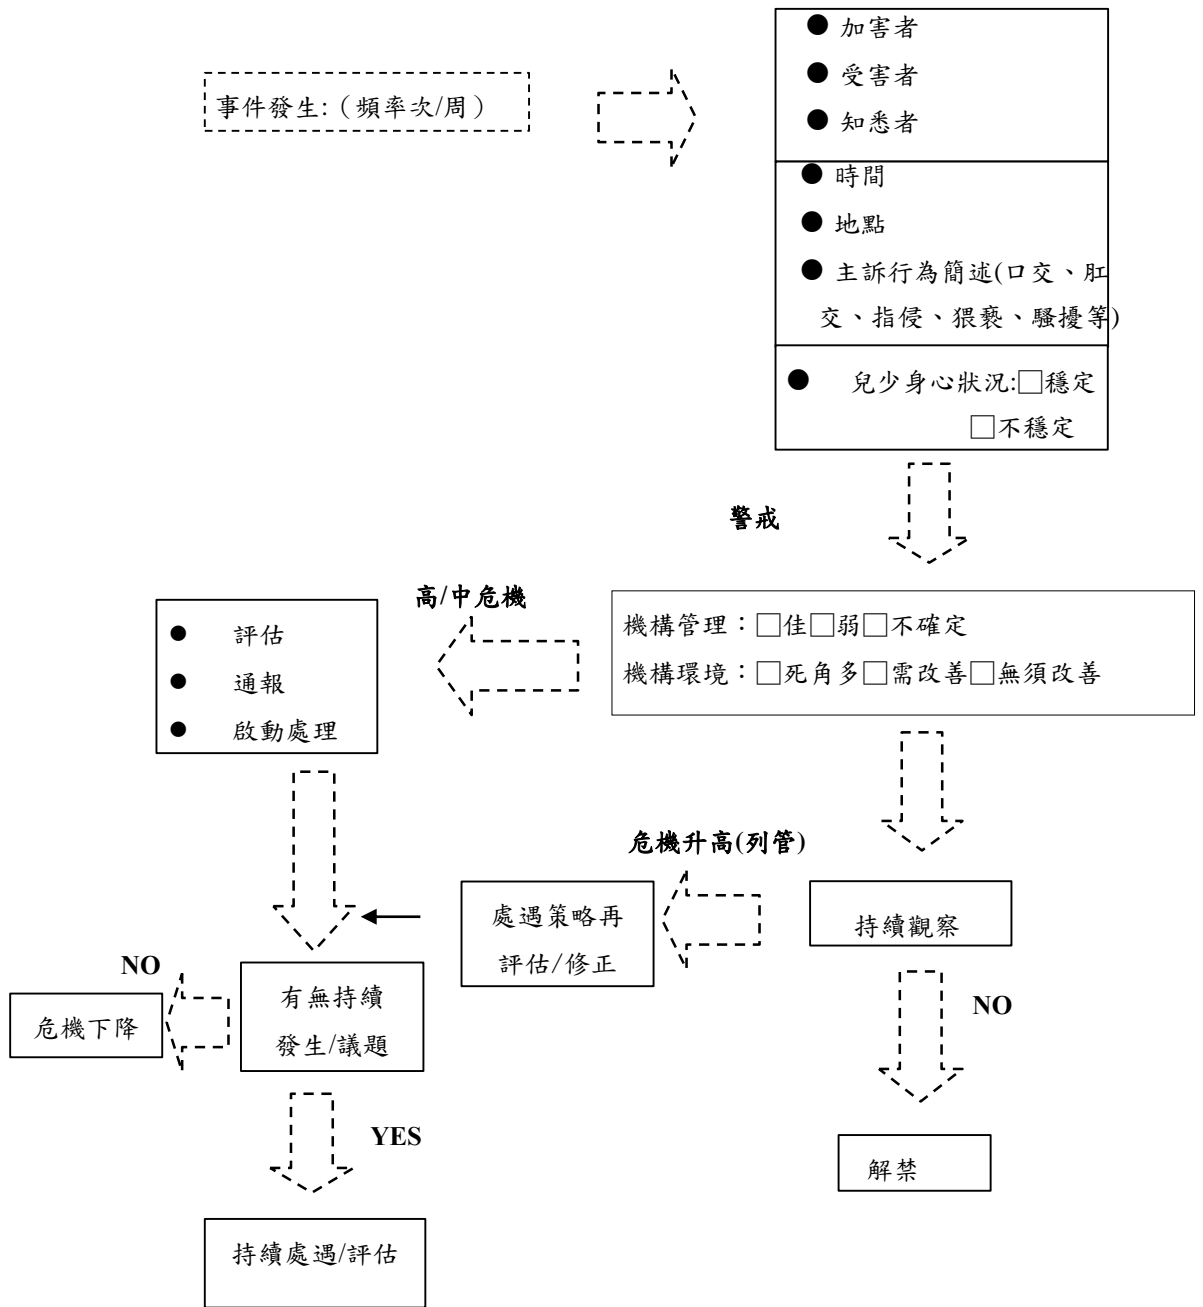 事件發生:（頻率次/周）
● 加害者
● 受害者
● 知悉者
● 時間
● 地點
● 主訴行為簡述(口交、肛
交、指侵、猥褻、騷擾等)
● 兒少身心狀況:□穩定
□不穩定
警戒
高/中危機
機構管理：□佳□弱□不確定
機構環境：□死角多□需改善□無須改善
● 評估
● 通報
● 啟動處理
危機升高(列管)
處遇策略再
評估/修正
持續觀察
NO
危機下降
有無持續
發生/議題
NO
YES
解禁
持續處遇/評估